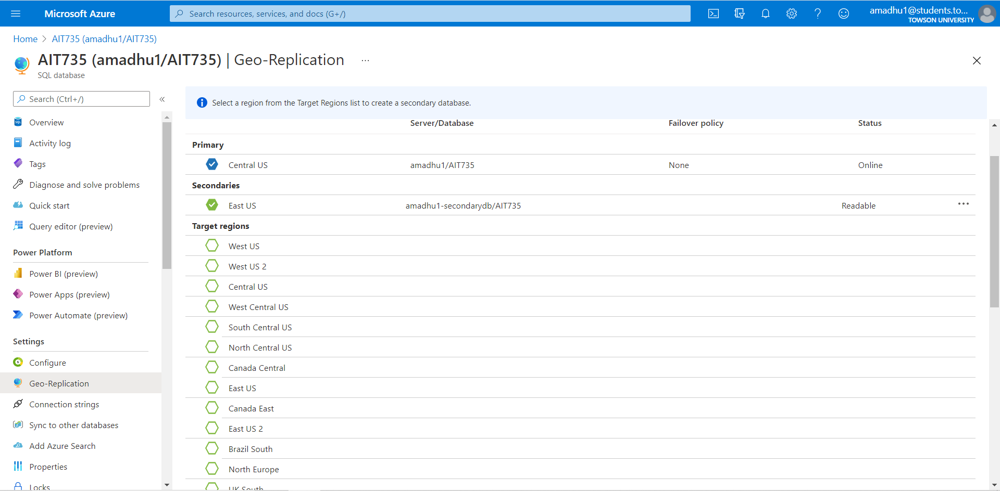 Microsoft Azure
Search resources, services, and docs (G+/)
amadhu1@students.to...
TOWSON UNIVERSITY
Home > AIT735 (amadhu1/AIT735)
AIT735 (amadhu1/AIT735) | Geo-Replication ...
SQL database
Search (Ctrl+/)
Overview
Activity log
Tags
Diagnose and solve problems
Quick start
Query editor (preview)
Power Platform
Power BI (preview)
Power Apps (preview)
Power Automate (preview)
Settings
Configure
Geo-Replication
Connection strings
Sync to other databases
Add Azure Search
Properties
Locks
Select a region from the Target Regions list to create a secondary database.
Server/Database Failover policy Status
Primary
Central US amadhu1/AIT735 None Online
Secondaries
East US amadhu1-secondarydb/AIT735 Readable ...
Target regions
West US
West US 2
Central US
West Central US
South Central US
North Central US
Canada Central
East US
Canada East
East US 2
Brazil South
North Europe
UK South